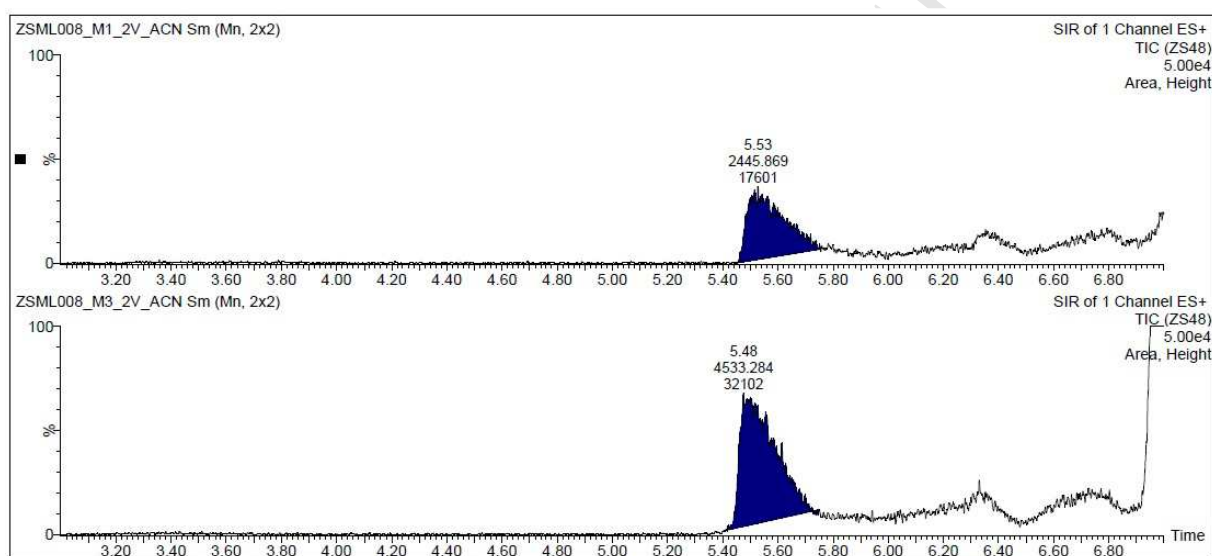 ZSML008_M1_2V_ACN Sm (Mn, 2x2)
SIR of 1 Channel ES+
TIC (ZS48)
5.00e4
Area, Height
100
%
0
5.53
2445.869
17601
3.20 3.40 3.60 3.80 4.00 4.20 4.40 4.60 4.80 5.00 5.20 5.40 5.60 5.80 6.00 6.20 6.40 6.60 6.80
ZSML008_M3_2V_ACN Sm (Mn, 2x2)
SIR of 1 Channel ES+
TIC (ZS48)
5.00e4
Area, Height
100
%
0
5.48
4533.284
32102
3.20 3.40 3.60 3.80 4.00 4.20 4.40 4.60 4.80 5.00 5.20 5.40 5.60 5.80 6.00 6.20 6.40 6.60 6.80
Time